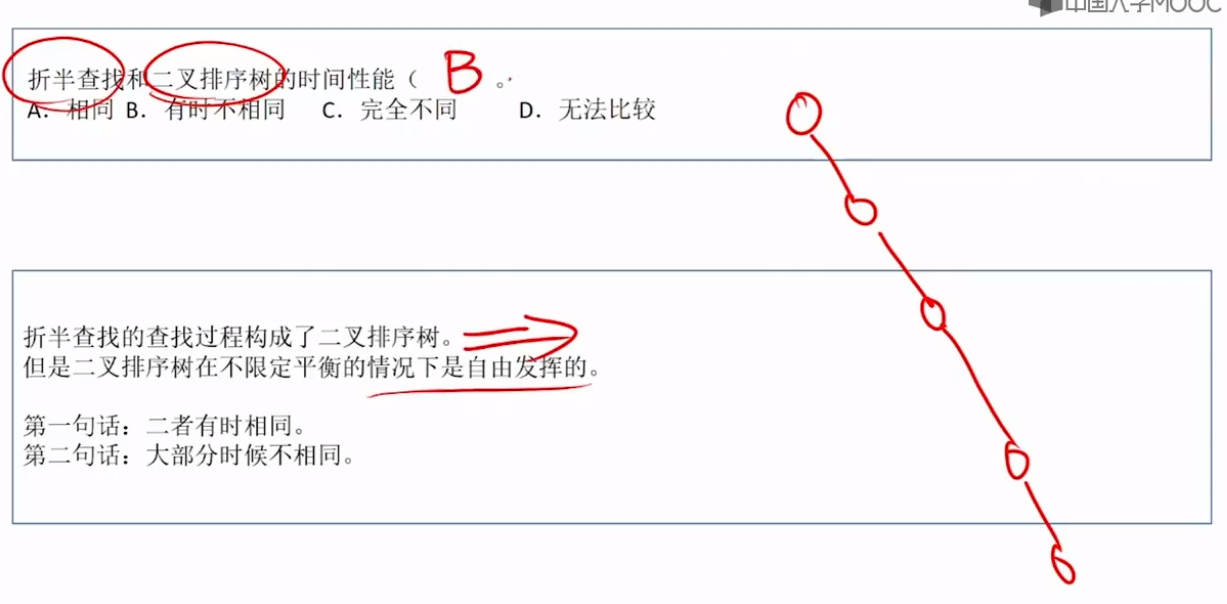 中国大学MOOC
折半查找和二叉排序树的时间性能（ B 。
A．相同 B．有时不相同 C．完全不同 D．无法比较
折半查找的查找过程构成了二叉排序树。
但是二叉排序树在不限定平衡的情况下是自由发挥的。
第一句话：二者有时相同。
第二句话：大部分时候不相同。